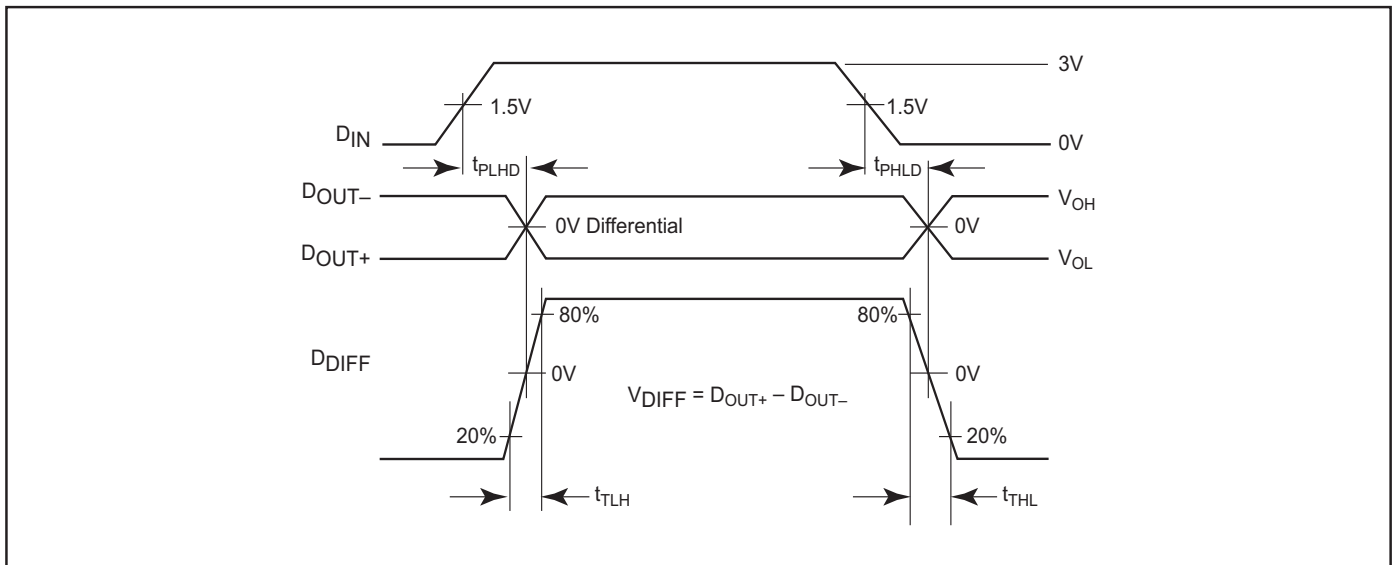 3V
1.5V
1.5V
DIN
0V
tPLHD
tPHLD
DOUT–
VOH
0V Differential
0V
DOUT+
VOL
80%
80%
DDIFF
0V
0V
VDIFF = DOUT+ – DOUT–
20%
20%
tTLH
tTHL